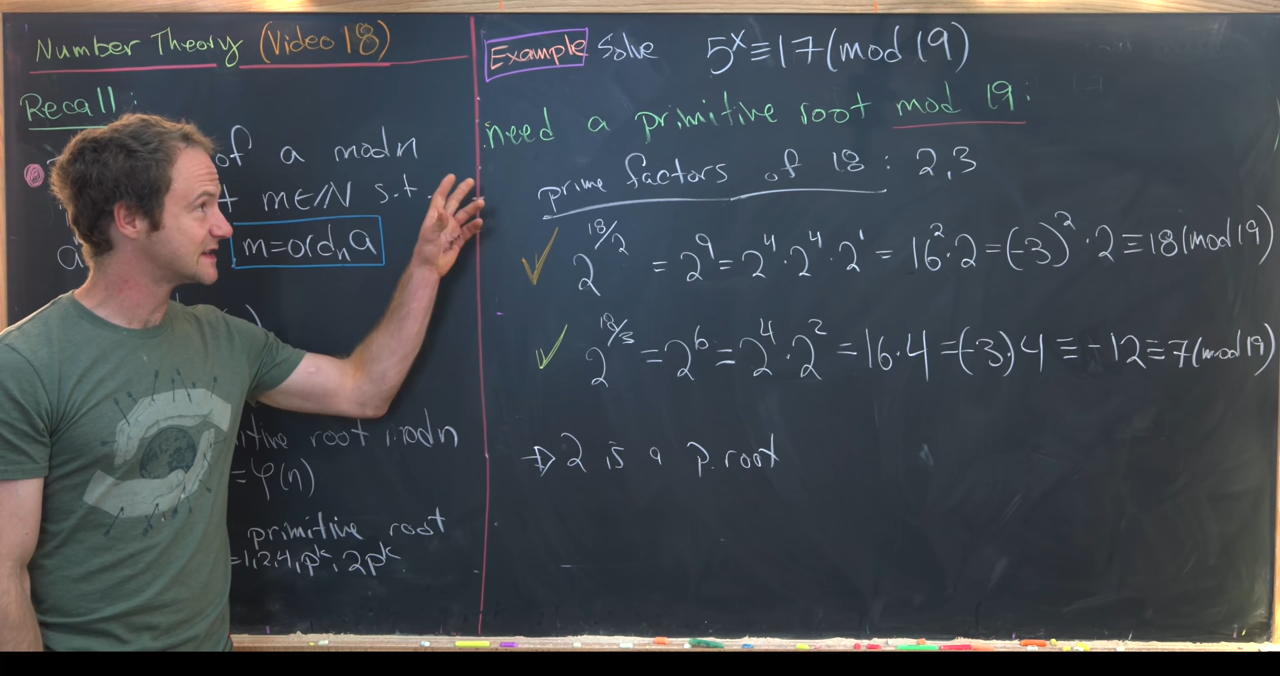 Number Theory (Video 18)
Recall:
of a mod n
m∈ℕ s.t.
a
m=ord_n a
root mod n
=φ(n)
primitive root
=1,2,4,p^k,2p^k
Example Solve 5^x≡17(mod 19)
need a primitive root mod 19:
prime factors of 18: 2,3
✓ 2^{18/2} = 2^9 = 2^4·2^4·2^1 = 16^2·2=(-3)^2·2≡18(mod 19)
✓ 2^{18/3} = 2^6 = 2^4·2^2 = 16·4 =(-3)·4 ≡ -12≡7(mod 19)
→ 2 is a p.root